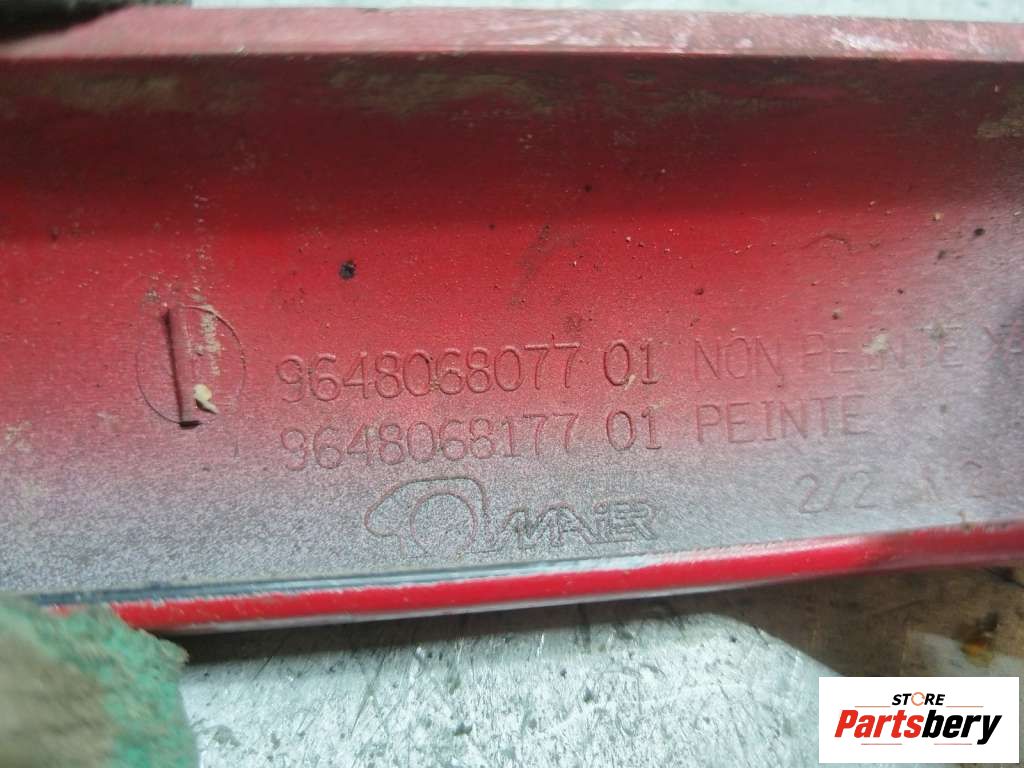 9648068077 01 NON PEINTE
9648068177 01 PEINTE
MAIER
2/2
STORE
Partsbery